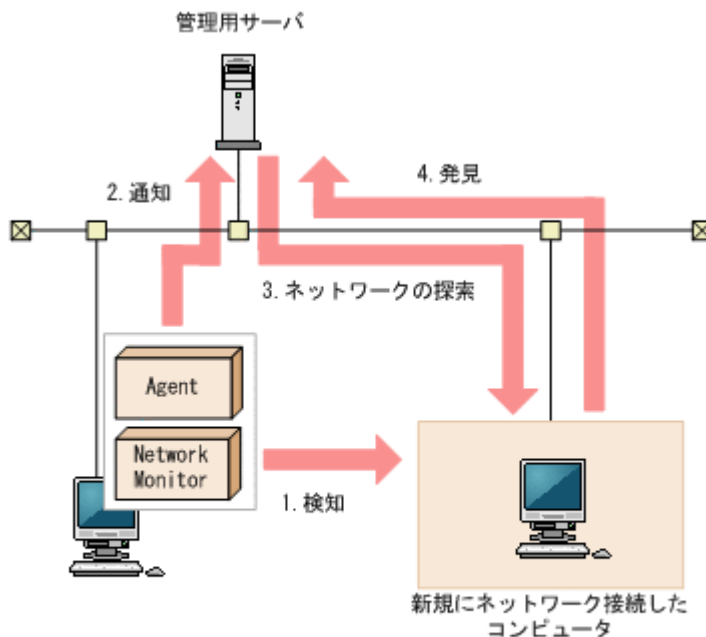 管理用サーバ
2.通知
4.発見
3.ネットワークの探索
Agent
Network
Monitor
1.検知
新規にネットワーク接続した
コンピュータ